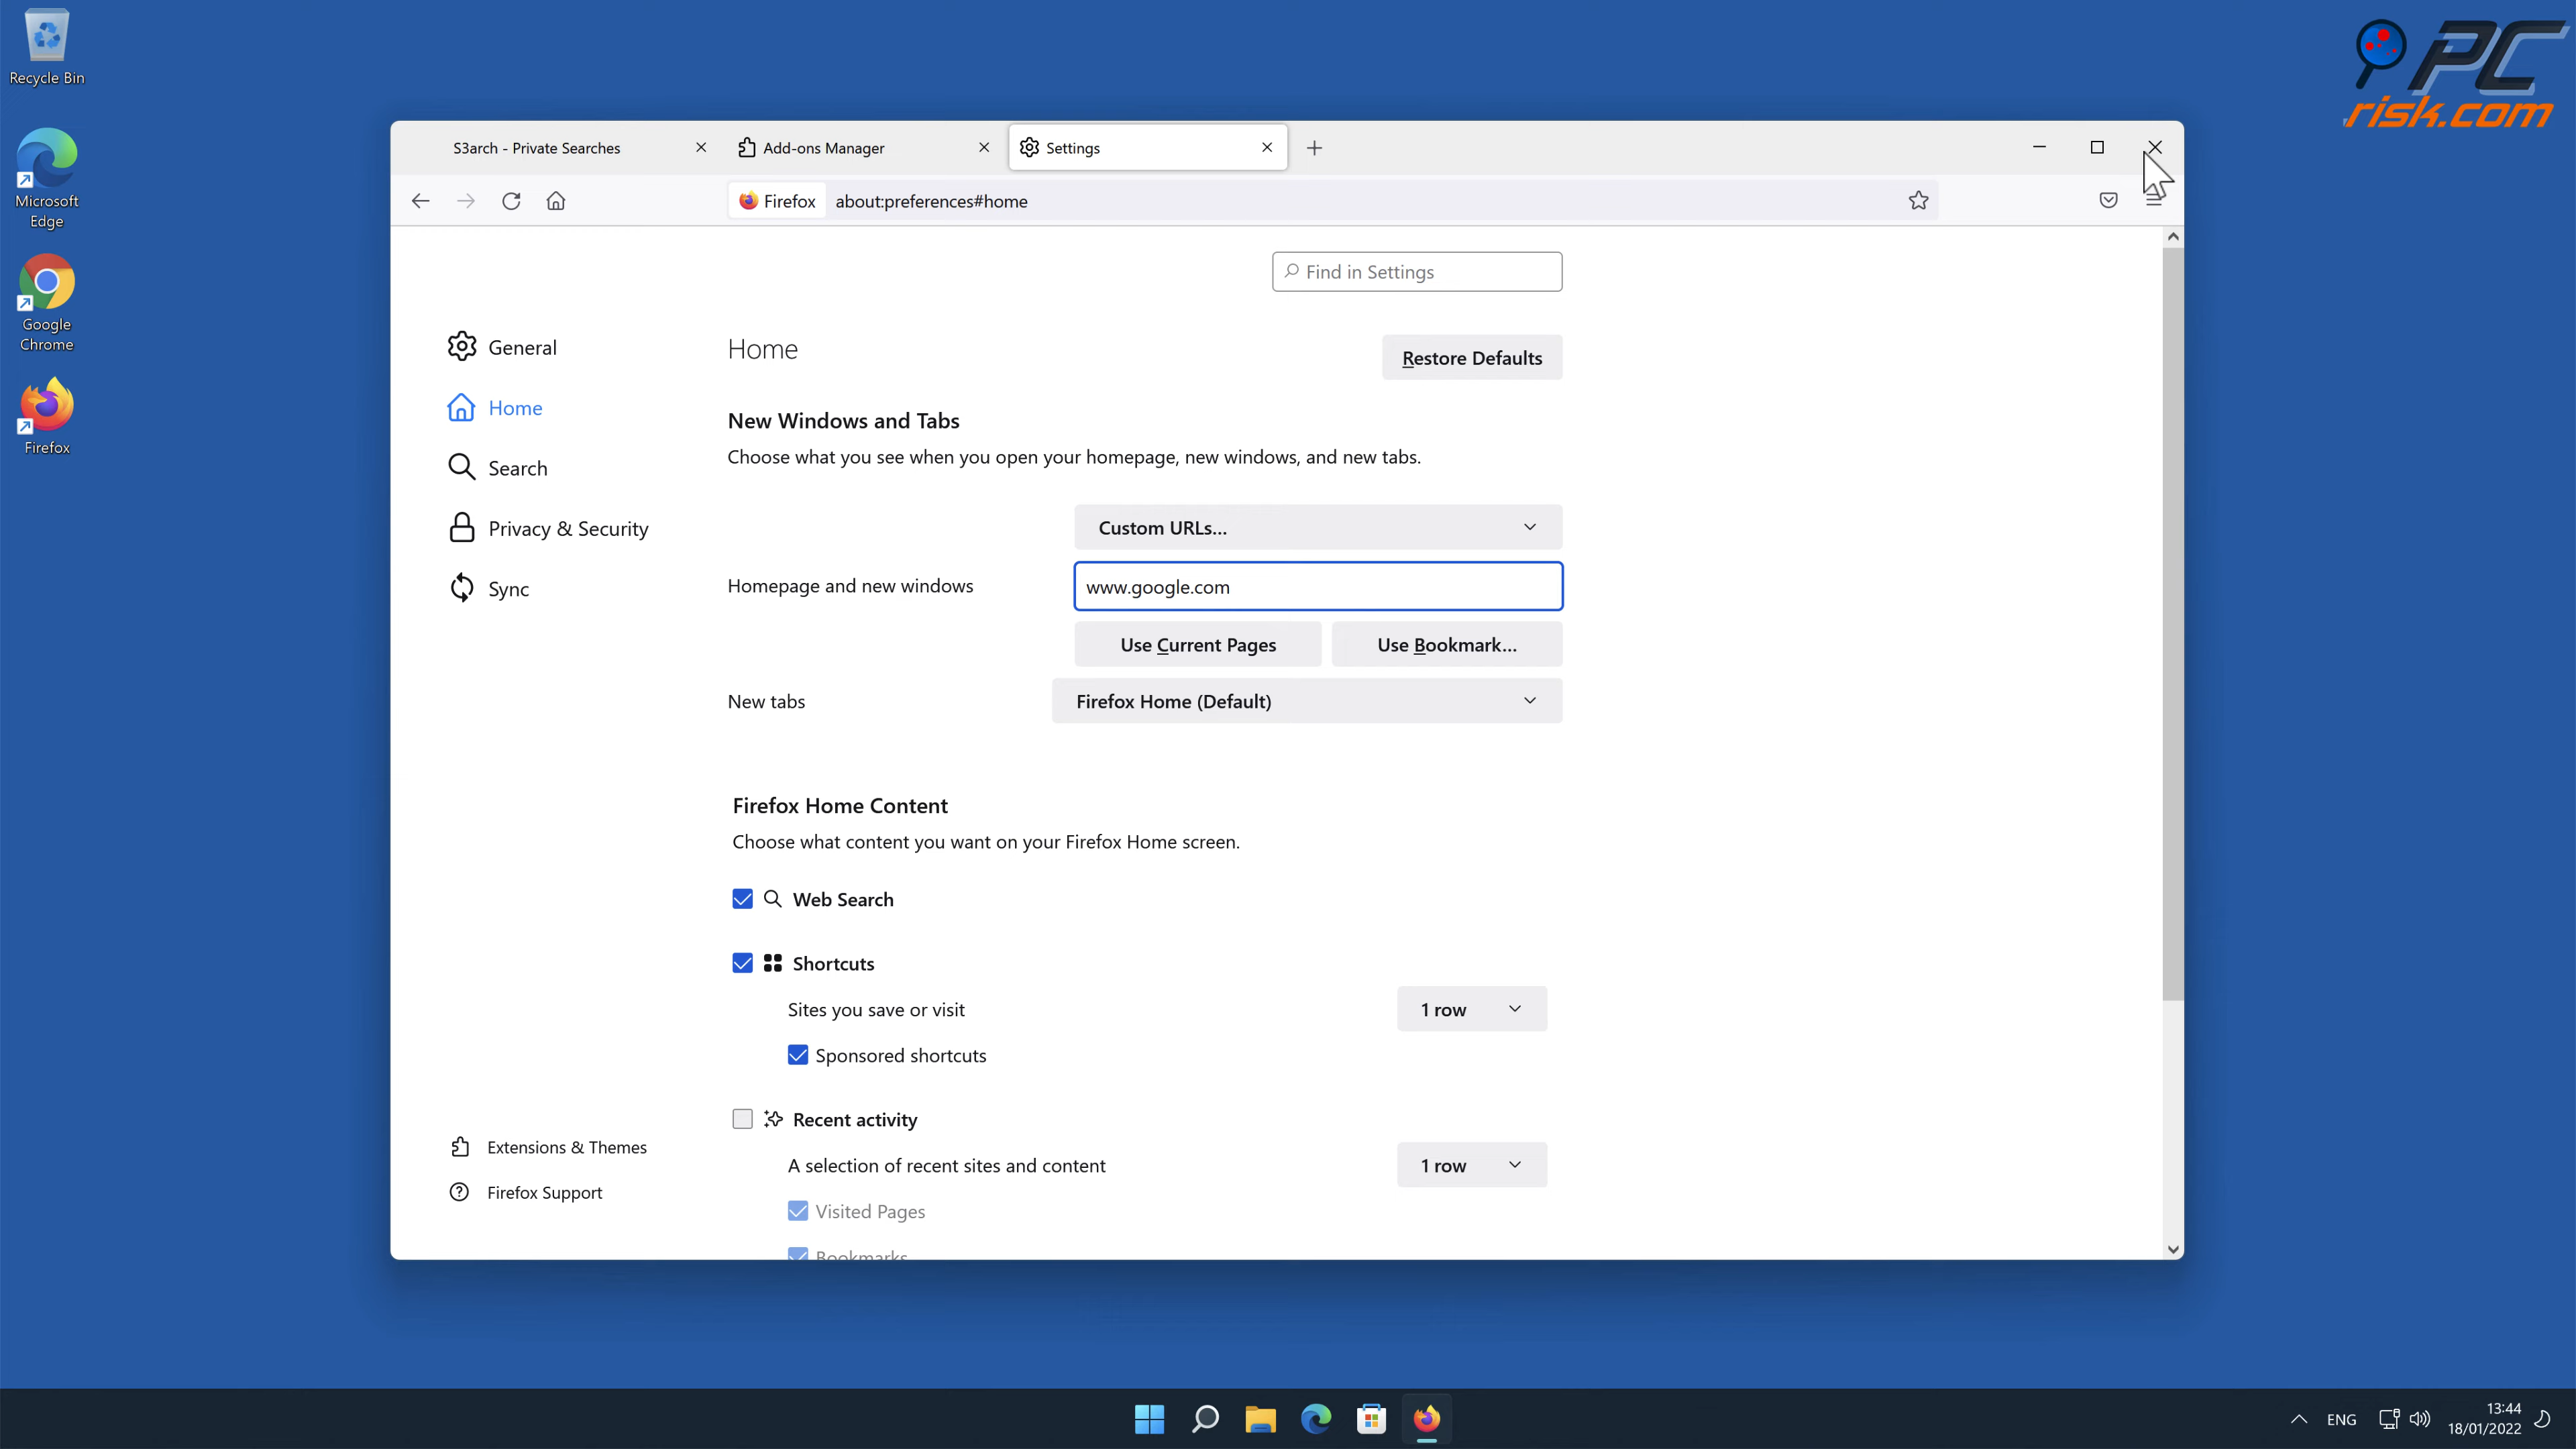 Recycle Bin
Microsoft
Edge
Google
Chrome
Firefox
PC
risk.com
S3arch - Private Searches
Add-ons Manager
Settings
Firefox
about:preferences#home
Find in Settings
General
Home
Search
Privacy & Security
Sync
Extensions & Themes
Firefox Support
Home
Restore Defaults
New Windows and Tabs
Choose what you see when you open your homepage, new windows, and new tabs.
Custom URLs...
Homepage and new windows
www.google.com
Use Current Pages
Use Bookmark...
New tabs
Firefox Home (Default)
Firefox Home Content
Choose what content you want on your Firefox Home screen.
Web Search
Shortcuts
Sites you save or visit
1 row
Sponsored shortcuts
Recent activity
A selection of recent sites and content
1 row
Visited Pages
Bookmarks
ENG
13:44
18/01/2022